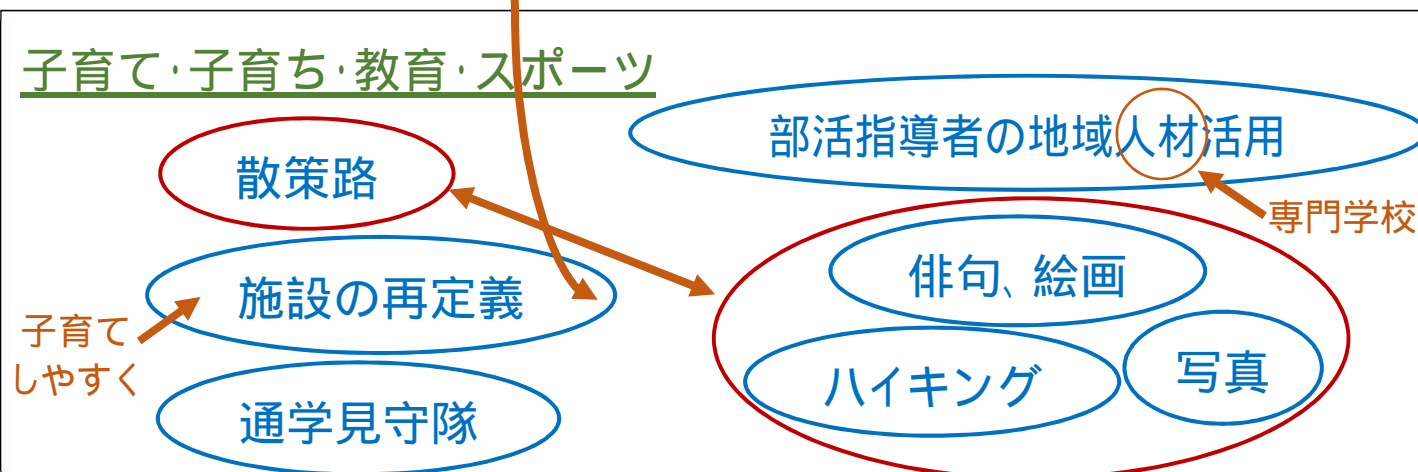 子育て・子育ち・教育・スポーツ
部活指導者の地域人材活用
散策路
専門学校
俳句、絵画
施設の再定義
子育て
しやすく
写真
ハイキング
通学見守隊